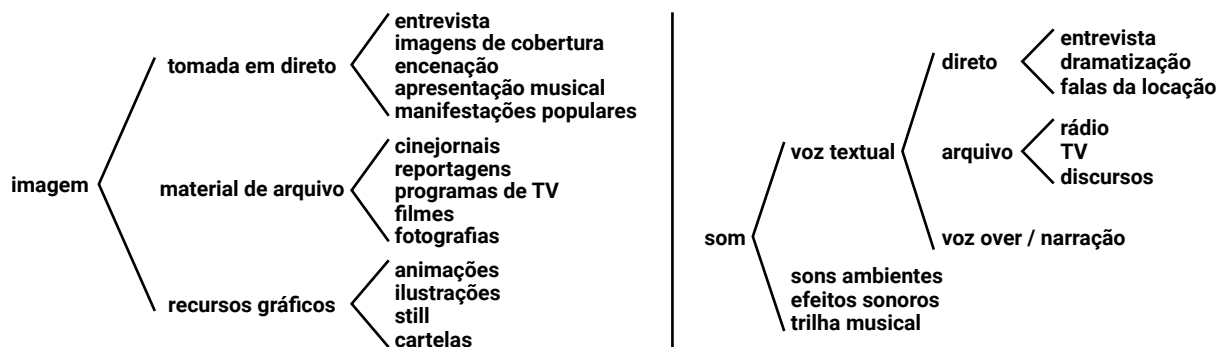 imagem
tomada em direto
entrevista
imagens de cobertura
encenação
apresentação musical
manifestações populares
material de arquivo
cinejornais
reportagens
programas de TV
filmes
fotografias
recursos gráficos
animações
ilustrações
still
cartelas
som
voz textual
direto
entrevista
dramatização
falas da locação
arquivo
rádio
TV
discursos
voz over / narração
sons ambientes
efeitos sonoros
trilha musical